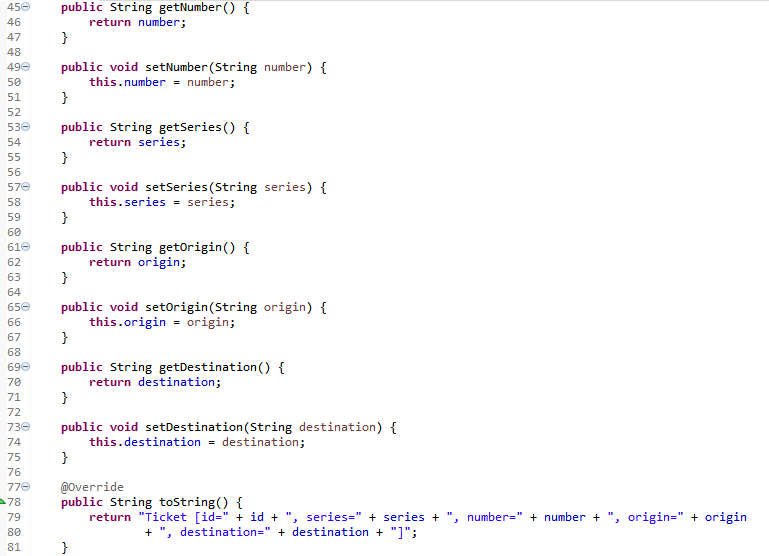 45 public String getNumber() {
46 return number;
47 }
48
49 public void setNumber(String number) {
50 this.number = number;
51 }
52
53 public String getSeries() {
54 return series;
55 }
56
57 public void setSeries(String series) {
58 this.series = series;
59 }
60
61 public String getOrigin() {
62 return origin;
63 }
64
65 public void setOrigin(String origin) {
66 this.origin = origin;
67 }
68
69 public String getDestination() {
70 return destination;
71 }
72
73 public void setDestination(String destination) {
74 this.destination = destination;
75 }
76
77 @Override
78 public String toString() {
79 return "Ticket [id=" + id + ", series=" + series + ", number=" + number + ", origin=" + origin
80 + ", destination=" + destination + "]";
81 }